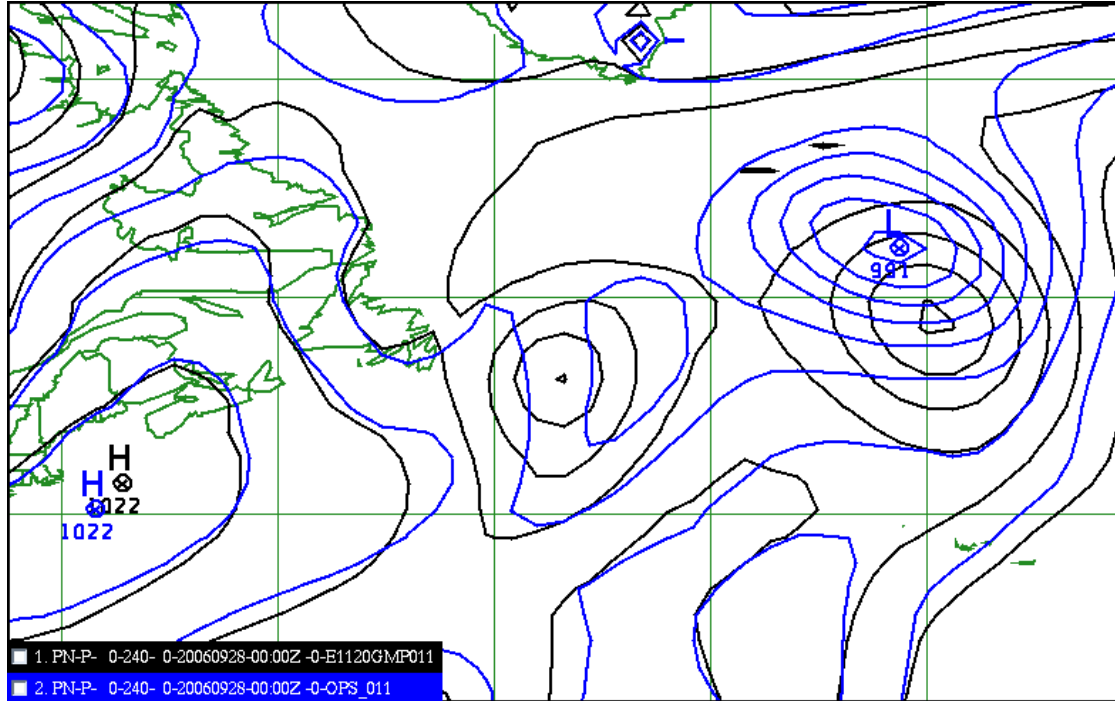 L
991
H
H
1022
1022
1. PN-P- 0-240- 0-20060928-00:00Z -0-E1120GMP011
2. PN-P- 0-240- 0-20060928-00:00Z -0-OPS_011